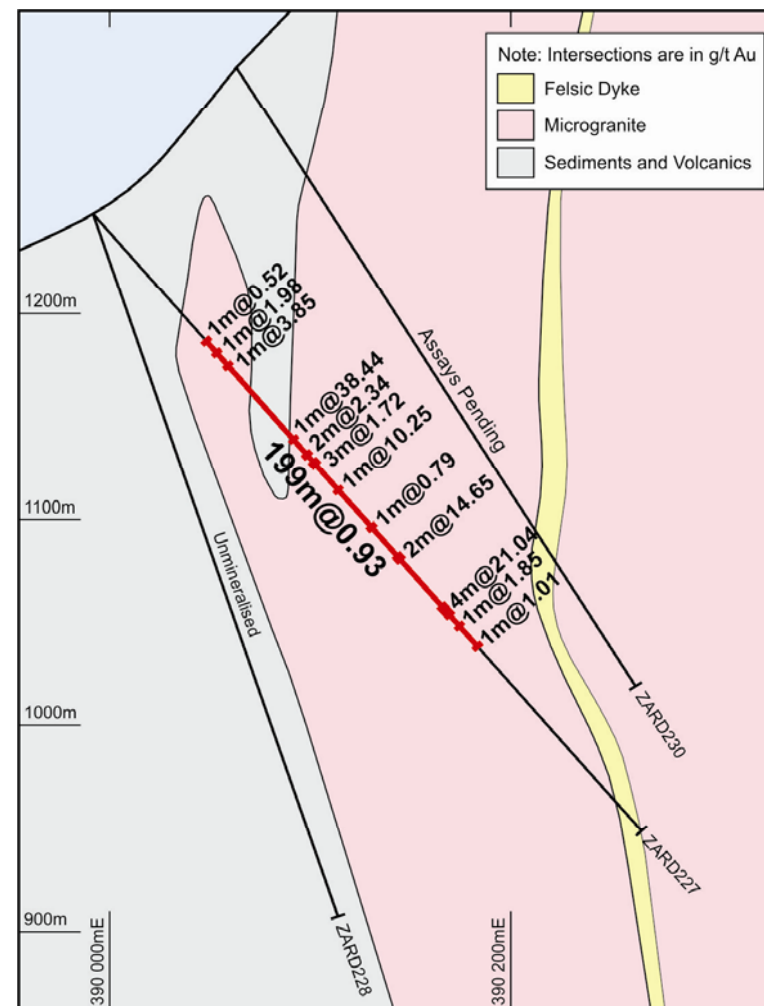 Note: Intersections are in g/t Au
Felsic Dyke
Microgranite
Sediments and Volcanics
1200m
1100m
1000m
900m
1m@0.52
1m@1.98
1m@3.85
1m@38.44
2m@2.34
3m@1.72
1m@10.25
1m@0.79
2m@14.65
4m@21.04
1m@1.85
1m@1.01
199m@0.93
Assays Pending
Unmineralised
ZARD230
ZARD227
ZARD228
390 000mE
390 200mE